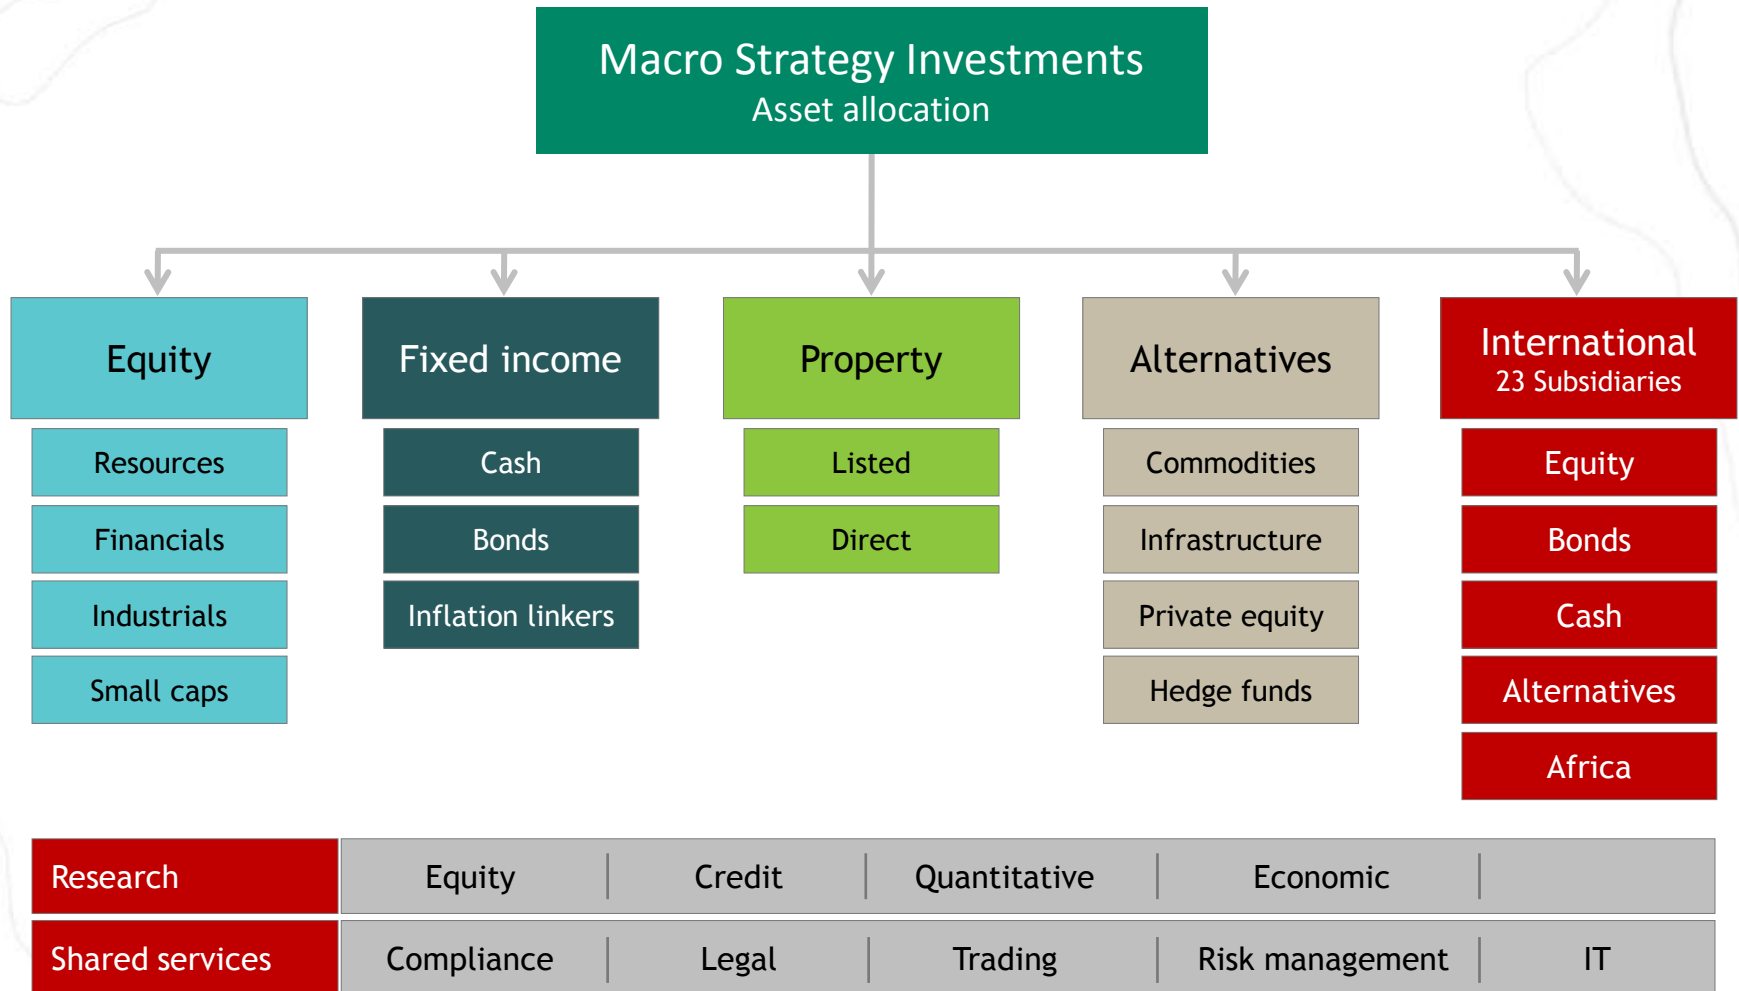 Macro Strategy Investments
Asset allocation
Equity
Resources
Financials
Industrials
Small caps
Fixed income
Cash
Bonds
Inflation linkers
Property
Listed
Direct
Alternatives
Commodities
Infrastructure
Private equity
Hedge funds
International
23 Subsidiaries
Equity
Bonds
Cash
Alternatives
Africa
Research Equity Credit Quantitative Economic
Shared services Compliance Legal Trading Risk management IT